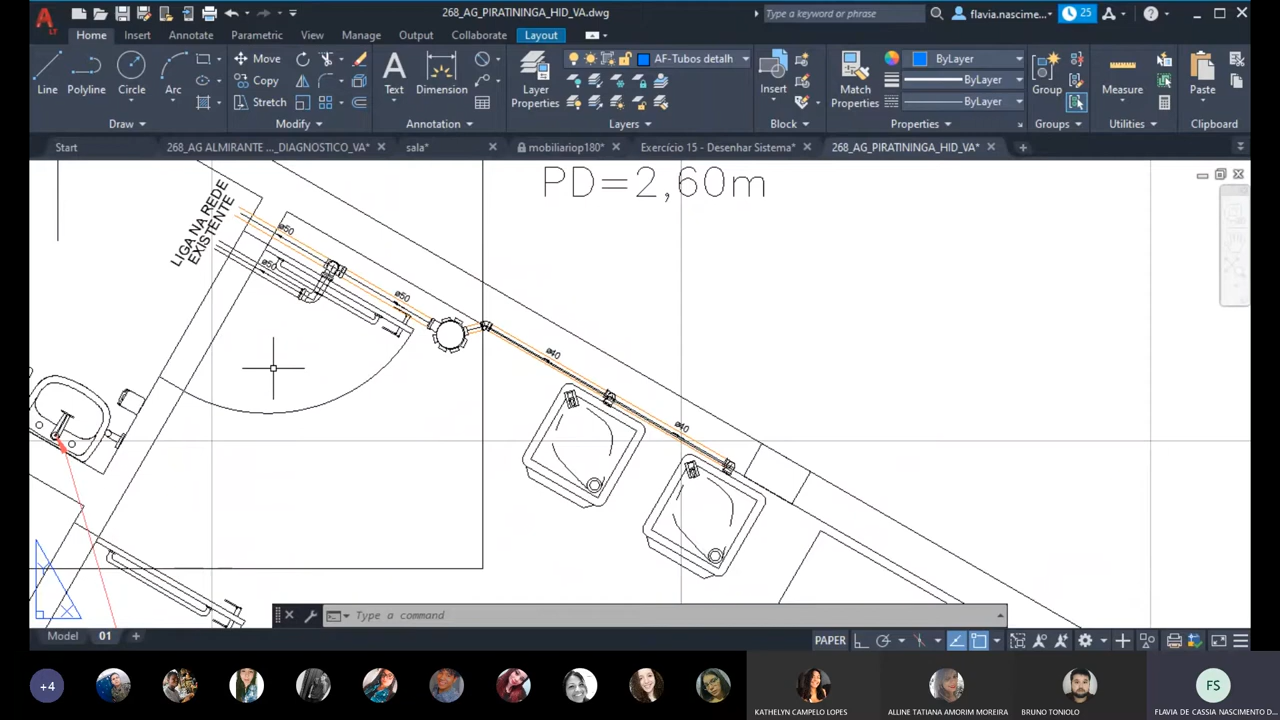 268_AG_PIRATININGA_HID_VA.dwg
Type a keyword or phrase
flavia.nascime...
25
Home Insert Annotate Parametric View Manage Output Collaborate Layout
Line Polyline Circle Arc
Move
Copy
Stretch
Text Dimension
Layer
Properties
AF-Tubos detalh
Insert
Match
Properties
ByLayer
ByLayer
ByLayer
Group
Measure
Paste
Draw Modify Annotation Layers Block Properties Groups Utilities Clipboard
Start 268_AG ALMIRANTE ..._DIAGNOSTICO_VA* sala* mobiliariop180* Exercício 15 - Desenhar Sistema* 268_AG_PIRATININGA_HID_VA*
PD=2,60m
LIGA NA REDE
EXISTENTE
ø50
ø50
ø50
ø40
ø40
Type a command
Model 01
PAPER
+4
FS
KATHELYN CAMPELO LOPES
ALLINE TATIANA AMORIM MOREIRA
BRUNO TONIOLO
FLAVIA DE CASSIA NASCIMENTO D...